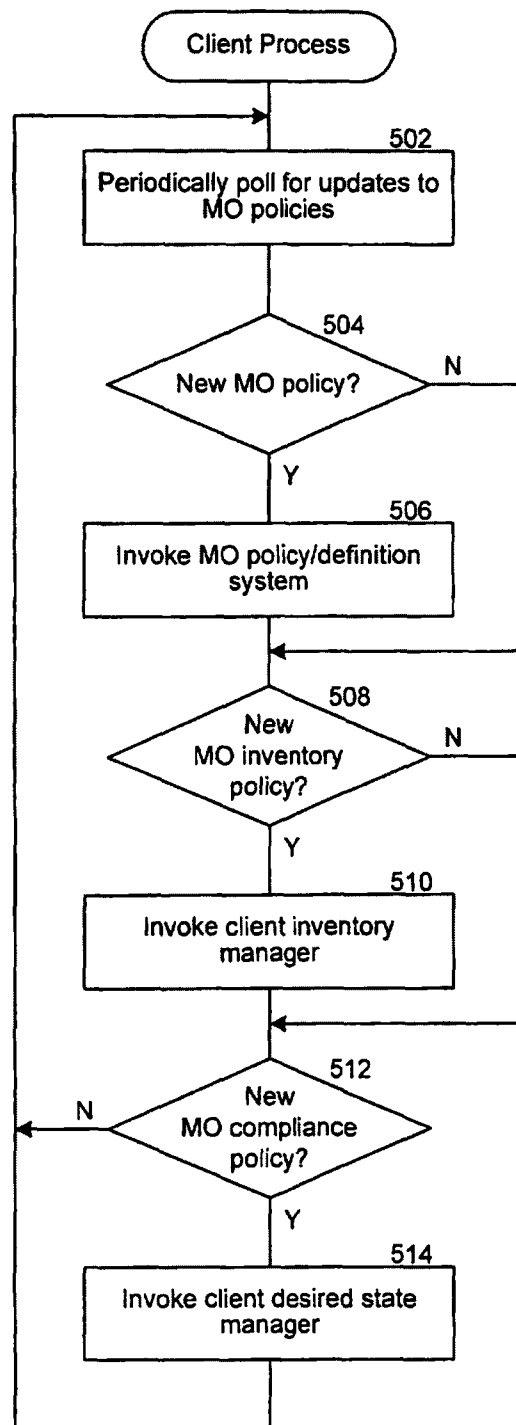 Client Process
502
Periodically poll for updates to
MO policies
504
New MO policy?
N
Y
506
Invoke MO policy/definition
system
508
New
MO inventory
policy?
N
Y
510
Invoke client inventory
manager
512
N
New
MO compliance
policy?
Y
514
Invoke client desired state
manager